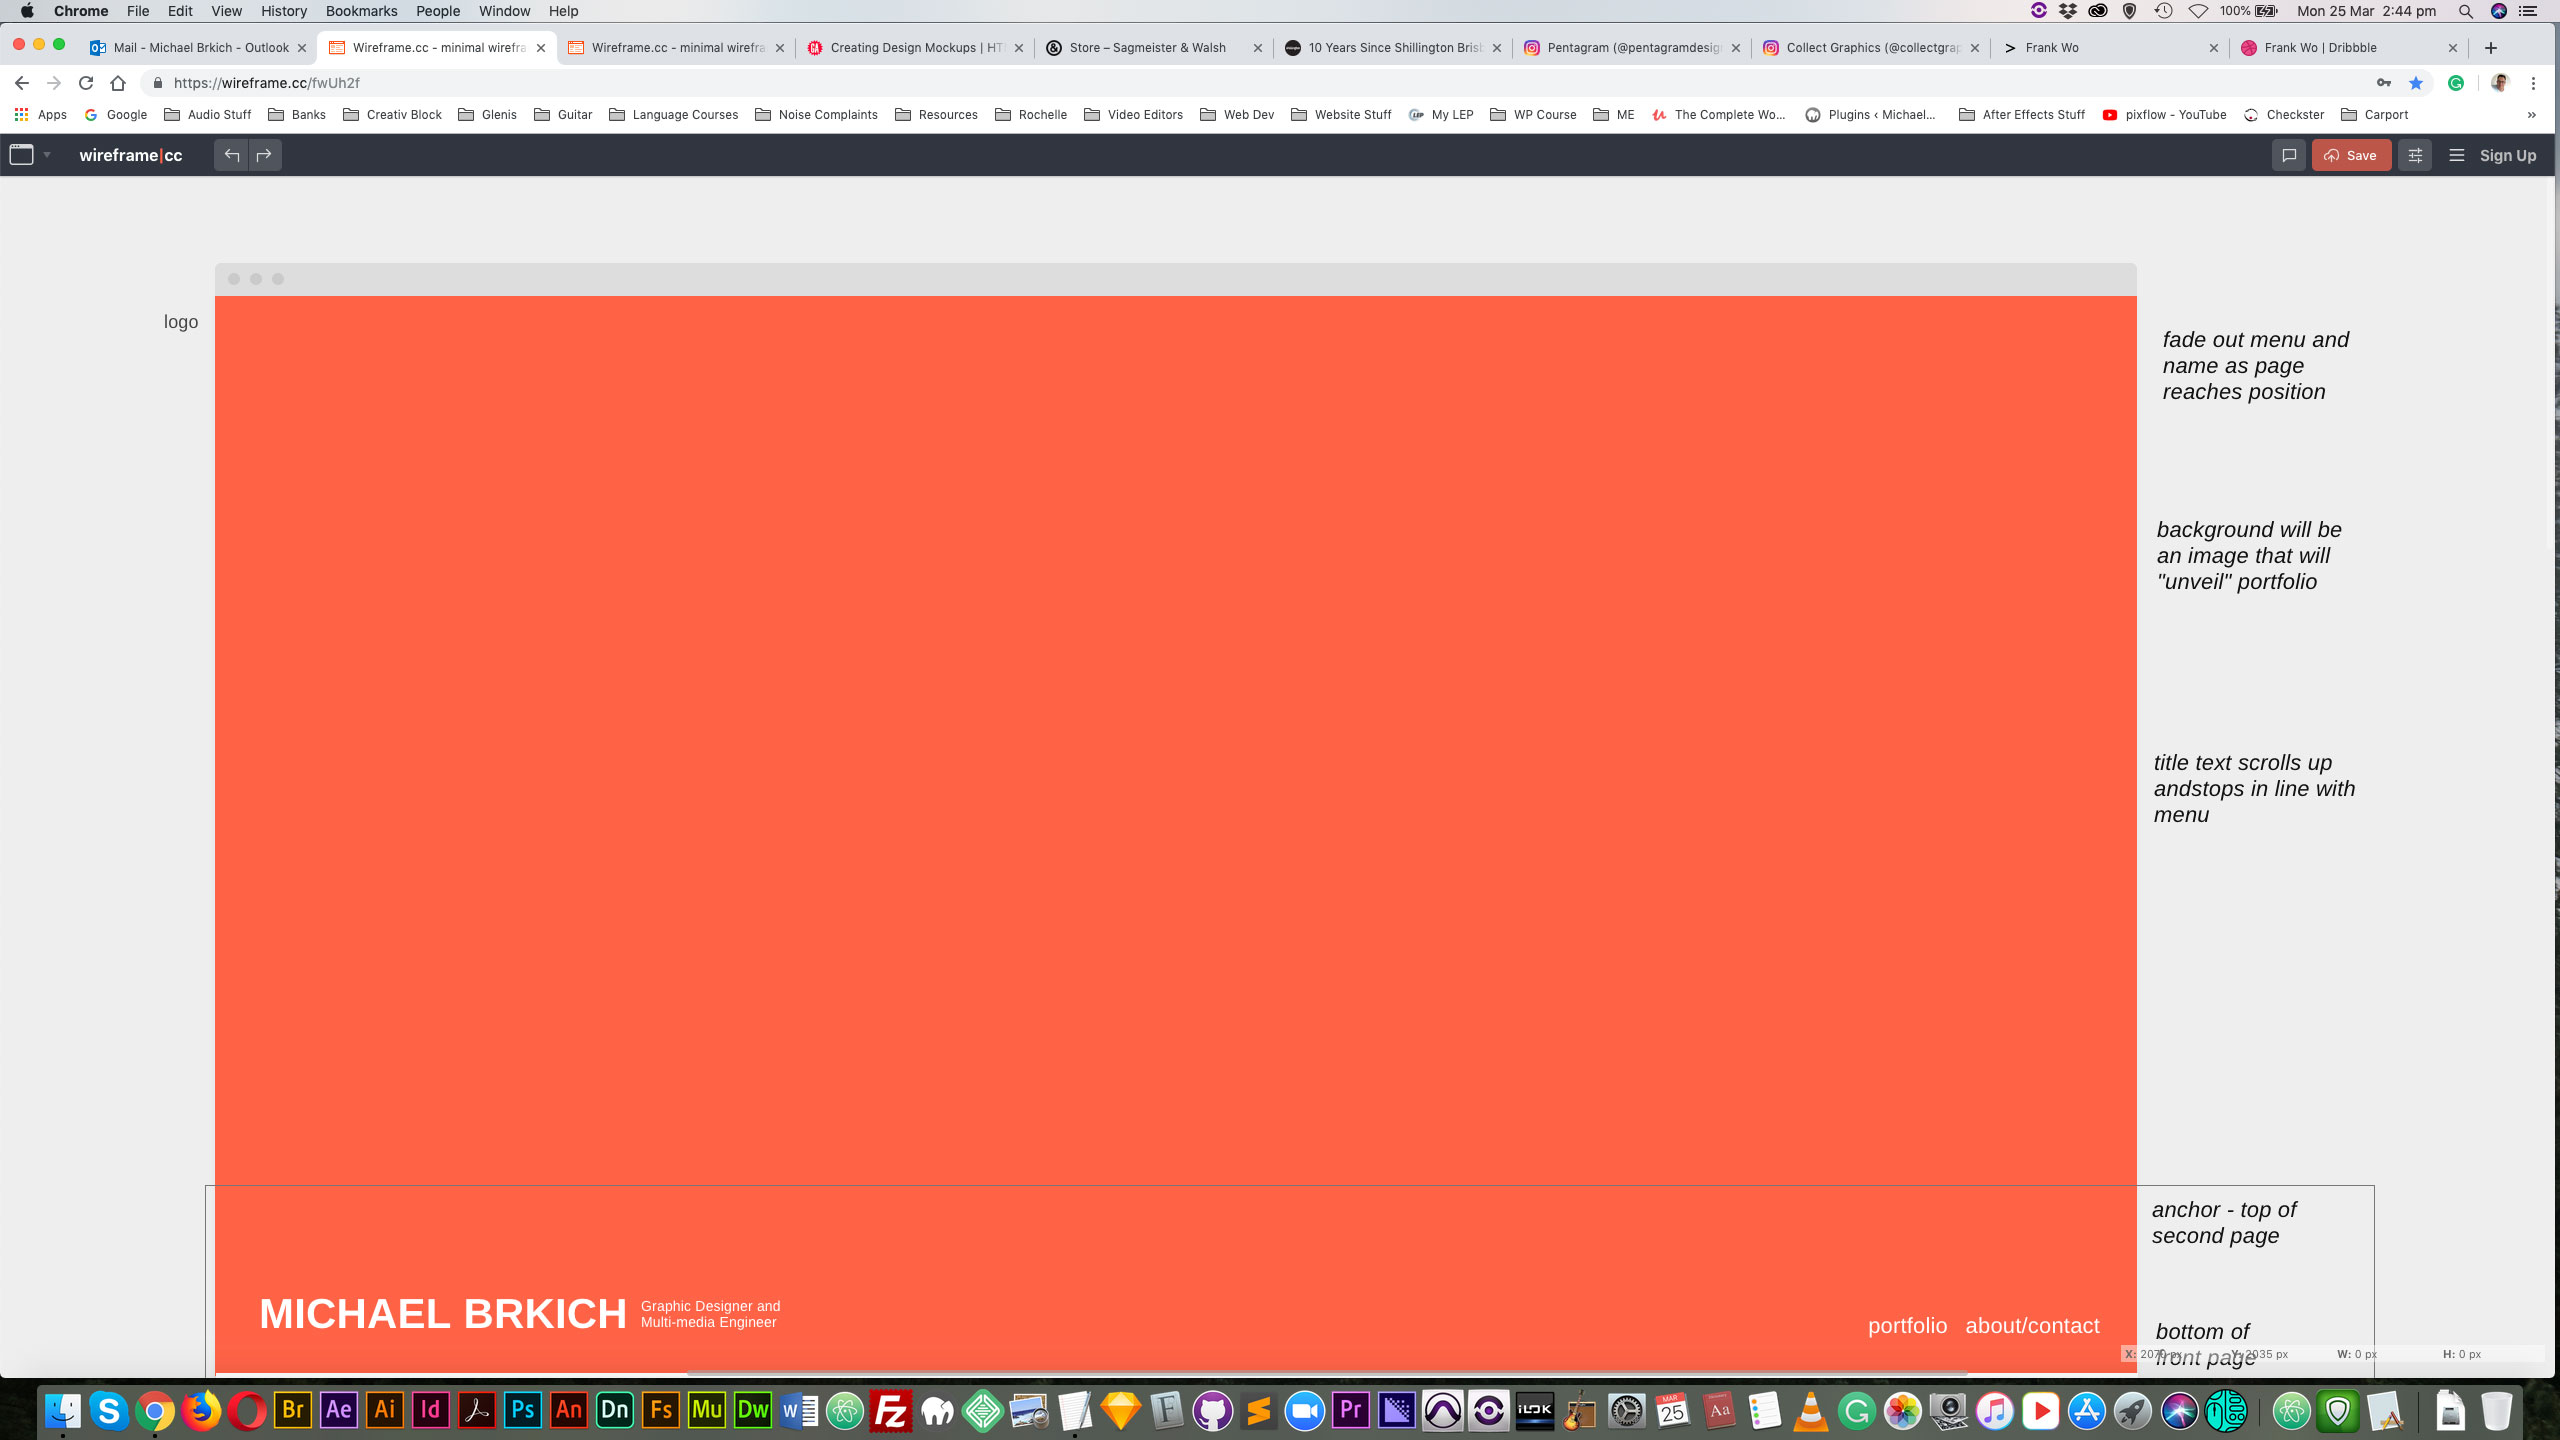 Chrome File Edit View History Bookmarks People Window Help 100% Mon 25 Mar 2:44 pm
Mail - Michael Brkich - Outlook Wireframe.cc - minimal wirefra Wireframe.cc - minimal wirefra Creating Design Mockups | HT Store – Sagmeister & Walsh 10 Years Since Shillington Brisb Pentagram (@pentagramdesig Collect Graphics (@collectgrap Frank Wo Frank Wo | Dribbble
https://wireframe.cc/fwUh2f
Apps Google Audio Stuff Banks Creativ Block Glenis Guitar Language Courses Noise Complaints Resources Rochelle Video Editors Web Dev Website Stuff My LEP WP Course ME The Complete Wo... Plugins ‹ Michael... After Effects Stuff pixflow - YouTube Checkster Carport »
wireframe|cc Save Sign Up
logo
fade out menu and
name as page
reaches position
background will be
an image that will
"unveil" portfolio
title text scrolls up
andstops in line with
menu
anchor - top of
second page
MICHAEL BRKICH
Graphic Designer and
Multi-media Engineer
portfolio about/contact
bottom of
front page
X: 2070 px Y: 2035 px W: 0 px H: 0 px
Br Ae Ai Id Ps An Dn Fs Mu Dw W Fz F Pr iLOK MAR 25 Aa